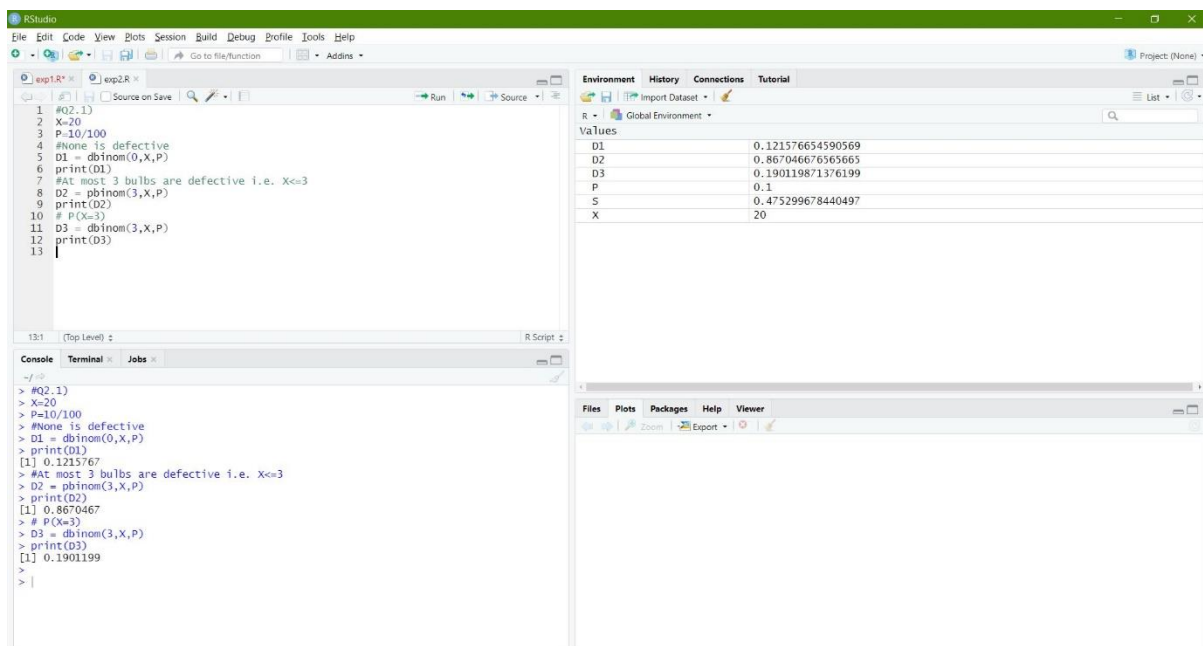 RStudio
File Edit Code View Plots Session Build Debug Profile Tools Help
Go to file/function Addins
Project: (None)
exp1.R* exp2.R
Source on Save Run Source
1 #Q2.1)
2 X=20
3 P=10/100
4 #None is defective
5 D1 = dbinom(0,X,P)
6 print(D1)
7 #At most 3 bulbs are defective i.e. X<=3
8 D2 = pbinom(3,X,P)
9 print(D2)
10 # P(X=3)
11 D3 = dbinom(3,X,P)
12 print(D3)
13
13:1 (Top Level) R Script
Console Terminal Jobs
~/
> #Q2.1)
> X=20
> P=10/100
> #None is defective
> D1 = dbinom(0,X,P)
> print(D1)
[1] 0.1215767
> #At most 3 bulbs are defective i.e. X<=3
> D2 = pbinom(3,X,P)
> print(D2)
[1] 0.8670467
> # P(X=3)
> D3 = dbinom(3,X,P)
> print(D3)
[1] 0.1901199
>
>
Environment History Connections Tutorial
Import Dataset List
R Global Environment
Values
D1 0.121576654590569
D2 0.867046676565665
D3 0.190119871376199
P 0.1
S 0.475299678440497
X 20
Files Plots Packages Help Viewer
Zoom Export